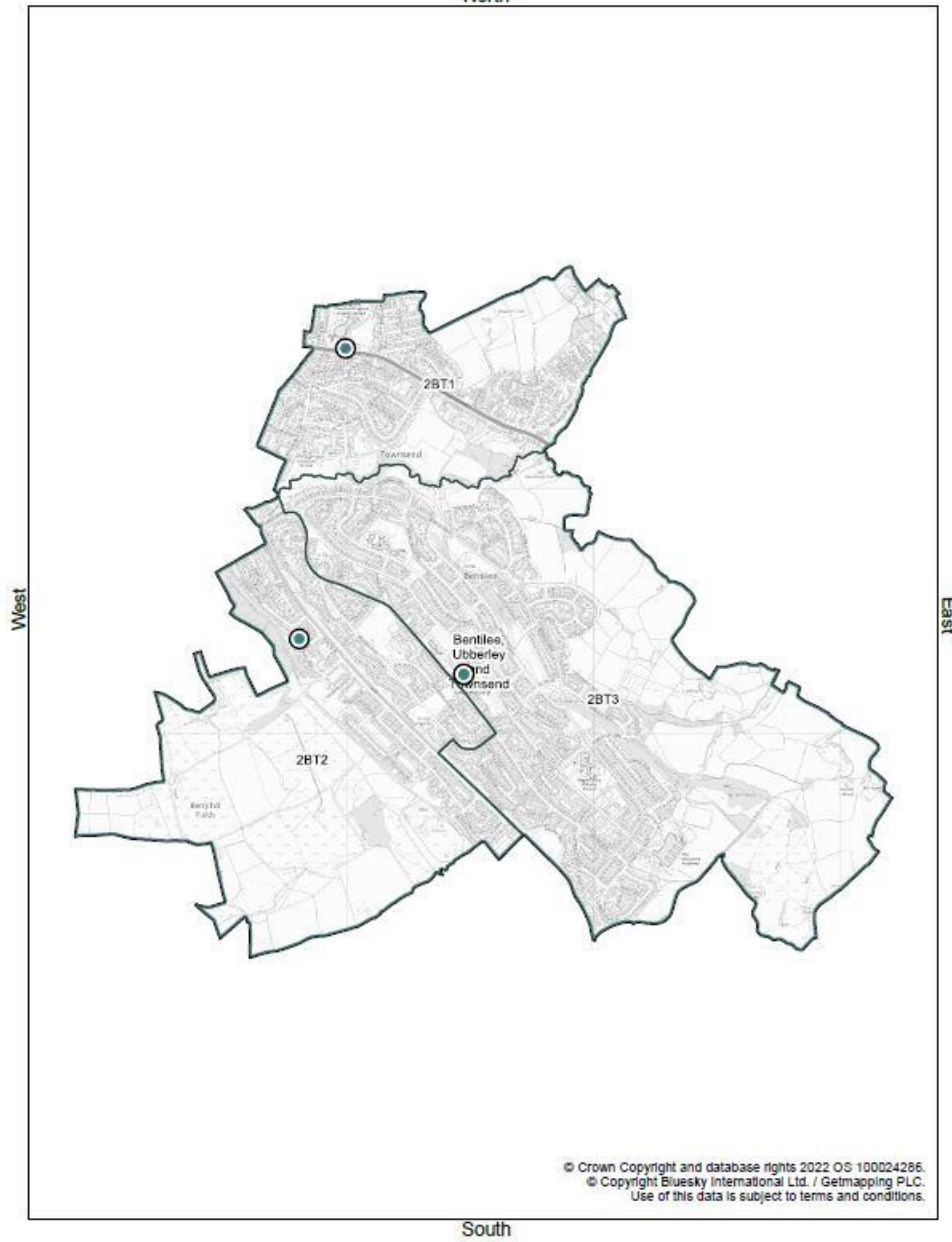 North
2BT1
Townsend
Bentilee
West
East
Bentilee,
Ubberley
and
Townsend
2BT3
2BT2
Berryhill
Fields
© Crown Copyright and database rights 2022 OS 100024286.
© Copyright Bluesky International Ltd. / Getmapping PLC.
Use of this data is subject to terms and conditions.
South